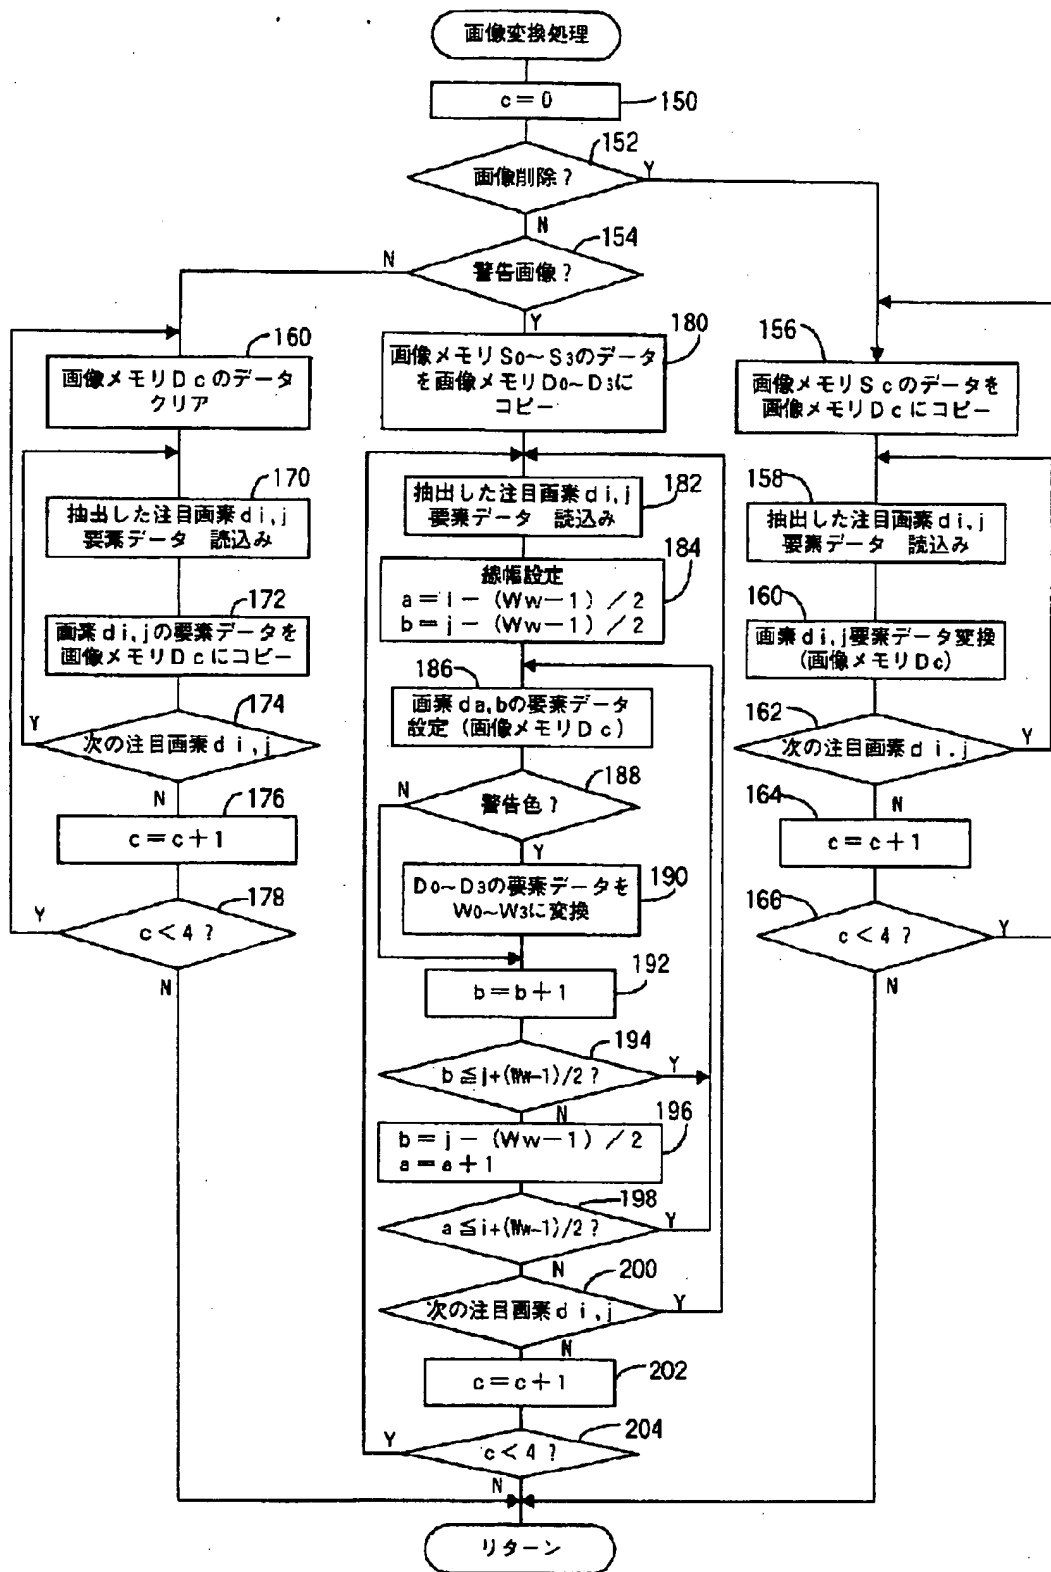 画像変換処理
c=0
150
152
画像削除?
Y
N
154
N
警告画像?
Y
160
画像メモリDcのデータ
クリア
170
抽出した注目画素di,j
要素データ 読込み
172
画素di,jの要素データを
画像メモリDcにコピー
174
Y
次の注目画素di,j
N
176
c=c+1
178
Y
c<4?
N
180
画像メモリS0~S3のデータ
を画像メモリD0~D3に
コピー
182
抽出した注目画素di,j
要素データ 読込み
184
線幅設定
a=i-(Ww-1)/2
b=j-(Ww-1)/2
186
画素da,bの要素データ
設定(画像メモリDc)
188
N
警告色?
Y
190
D0~D3の要素データを
W0~W3に変換
192
b=b+1
194
b≦j+(Ww-1)/2?
Y
N
196
b=j-(Ww-1)/2
a=a+1
198
a≦i+(Ww-1)/2?
Y
N
200
次の注目画素di,j
Y
N
202
c=c+1
204
Y
c<4?
N
156
画像メモリScのデータを
画像メモリDcにコピー
158
抽出した注目画素di,j
要素データ 読込み
160
画素di,j要素データ変換
(画像メモリDc)
162
次の注目画素di.j
Y
N
164
c=c+1
166
c<4?
Y
N
リターン